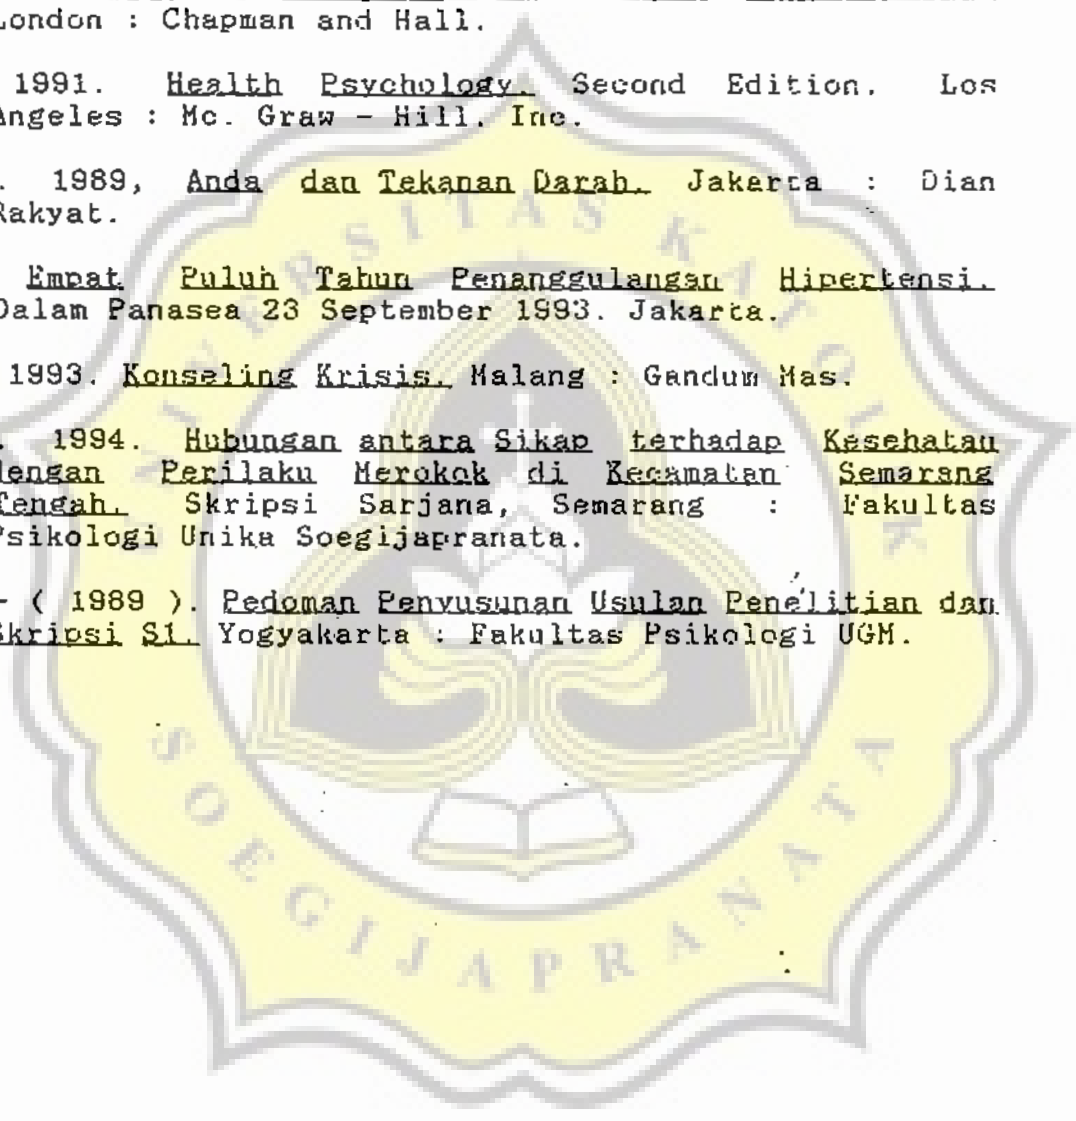 London : Chapman and Hall.
1991. Health Psychology. Second Edition. Los
Angeles : Mc. Graw - Hill. Inc.
. 1989, Anda dan Tekanan Darah. Jakarta : Dian
Rakyat.
Empat Puluh Tahun Penanggulangan Hipertensi.
Dalam Panasea 23 September 1993. Jakarta.
1993. Konseling Krisis. Malang : Gandum Mas.
. 1994. Hubungan antara Sikap terhadap Kesehatan
dengan Perilaku Merokok di Kecamatan Semarang
Tengah. Skripsi Sarjana, Semarang : Fakultas
Psikologi Unika Soegijapranata.
- ( 1989 ). Pedoman Penyusunan Usulan Penelitian dan
Skripsi S1. Yogyakarta : Fakultas Psikologi UGM.
UNIVERSITAS KATOLIK
SOEGIJAPRANATA